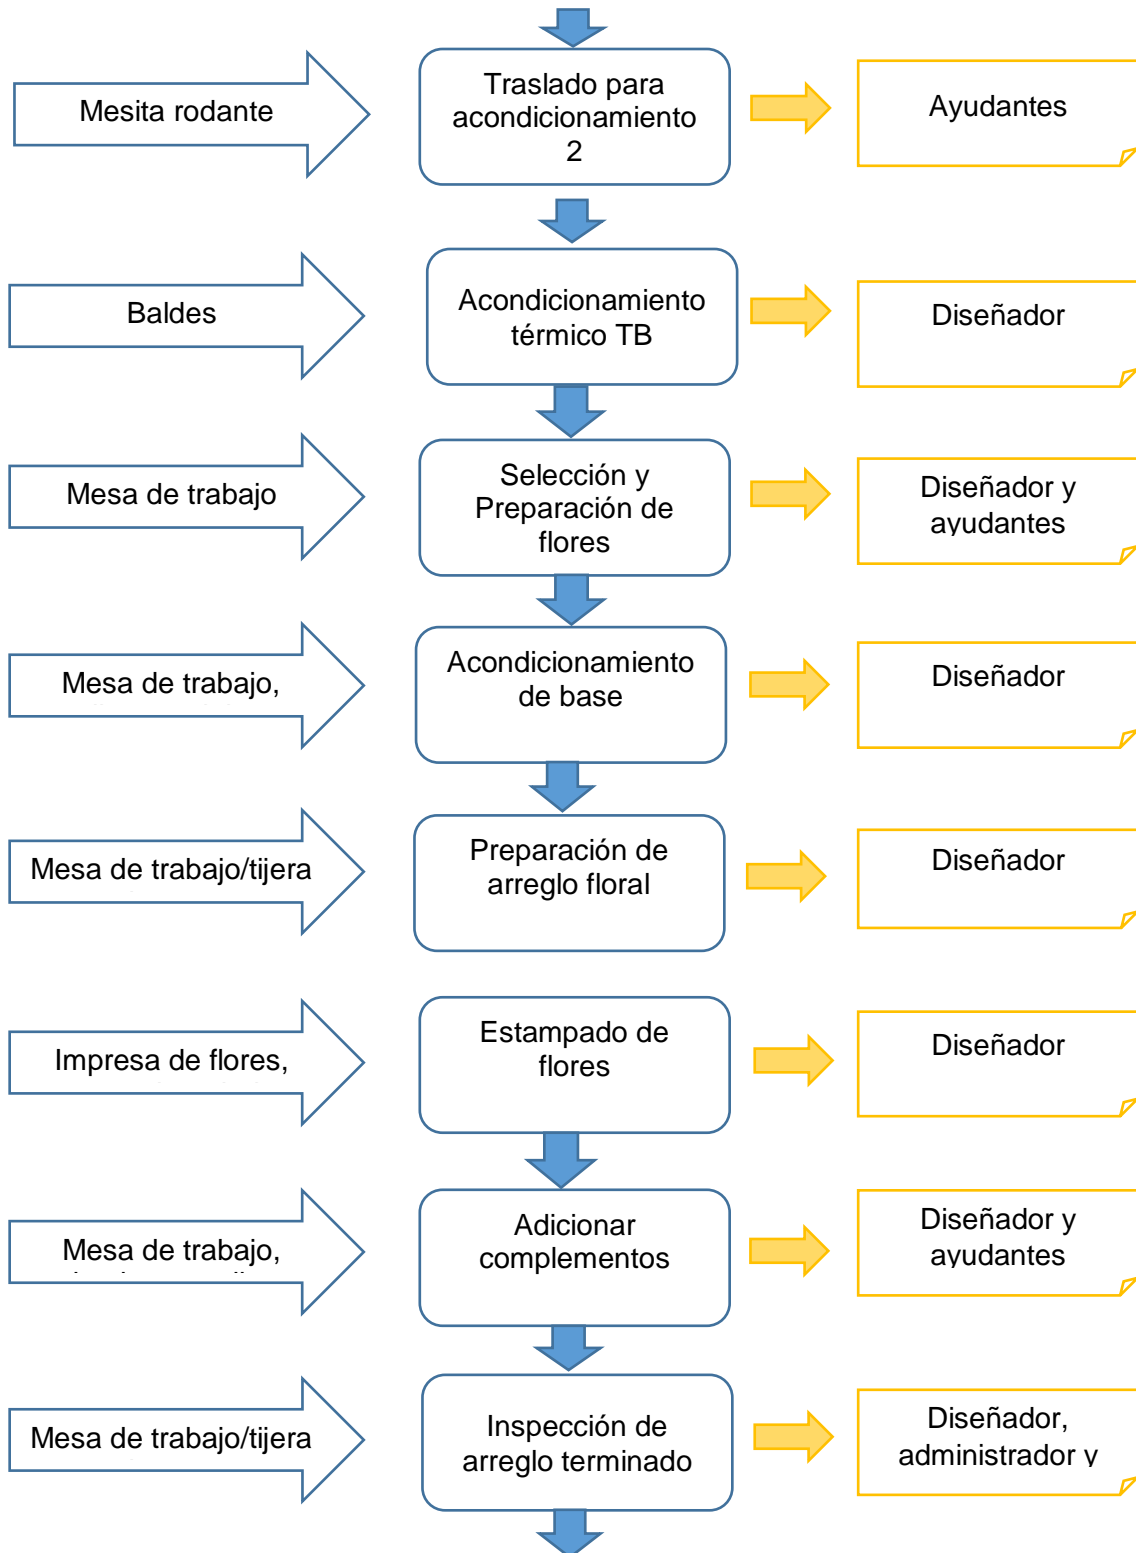 Mesita rodante
Traslado para
acondicionamiento
2
Ayudantes
Baldes
Acondicionamiento
térmico TB
Diseñador
Mesa de trabajo
Selección y
Preparación de
flores
Diseñador y
ayudantes
Mesa de trabajo,
Acondicionamiento
de base
Diseñador
Mesa de trabajo/tijera
Preparación de
arreglo floral
Diseñador
Impresa de flores,
Estampado de
flores
Diseñador
Mesa de trabajo,
Adicionar
complementos
Diseñador y
ayudantes
Mesa de trabajo/tijera
Inspección de
arreglo terminado
Diseñador,
administrador y